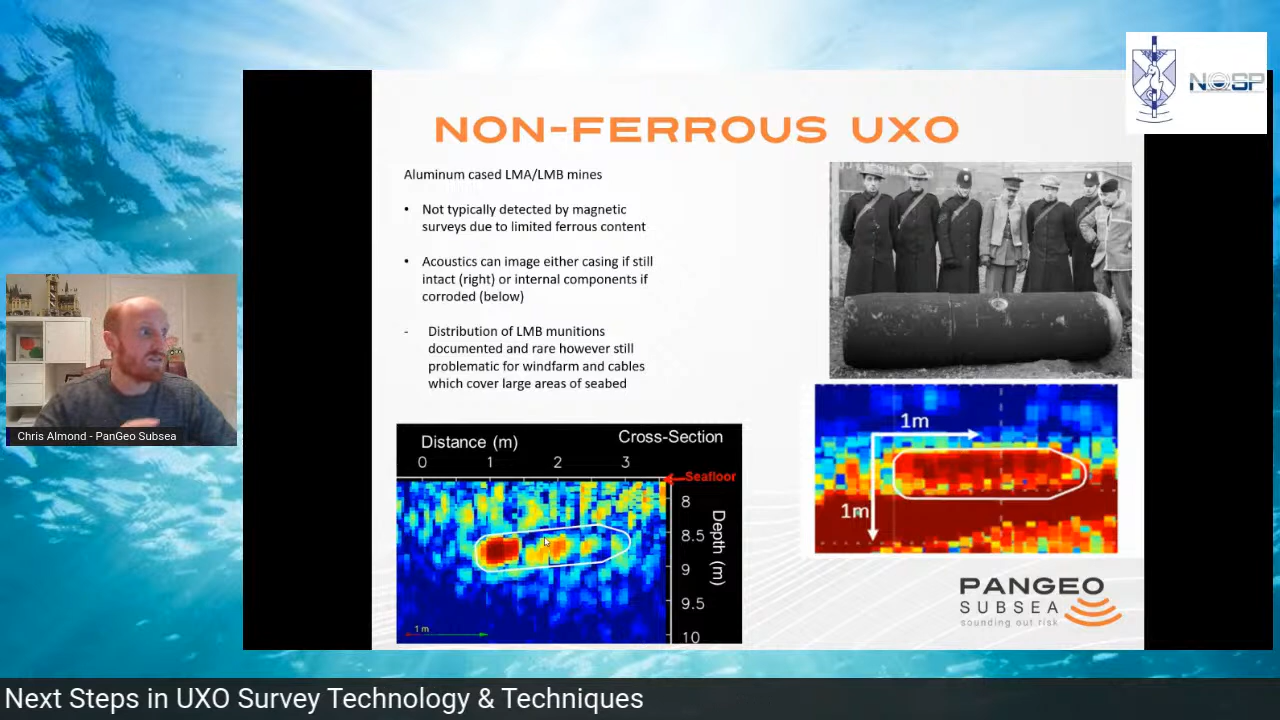 NOSP
NON-FERROUS UXO
Aluminum cased LMA/LMB mines
• Not typically detected by magnetic
surveys due to limited ferrous content
• Acoustics can image either casing if still
intact (right) or internal components if
corroded (below)
- Distribution of LMB munitions
documented and rare however still
problematic for windfarm and cables
which cover large areas of seabed
Distance (m)
Cross-Section
0 1 2 3
Seafloor
8
8.5
9
9.5
10
Depth (m)
1 m
1m
1m
PANGEO
SUBSEA
sounding out risk
Chris Almond - PanGeo Subsea
Next Steps in UXO Survey Technology & Techniques